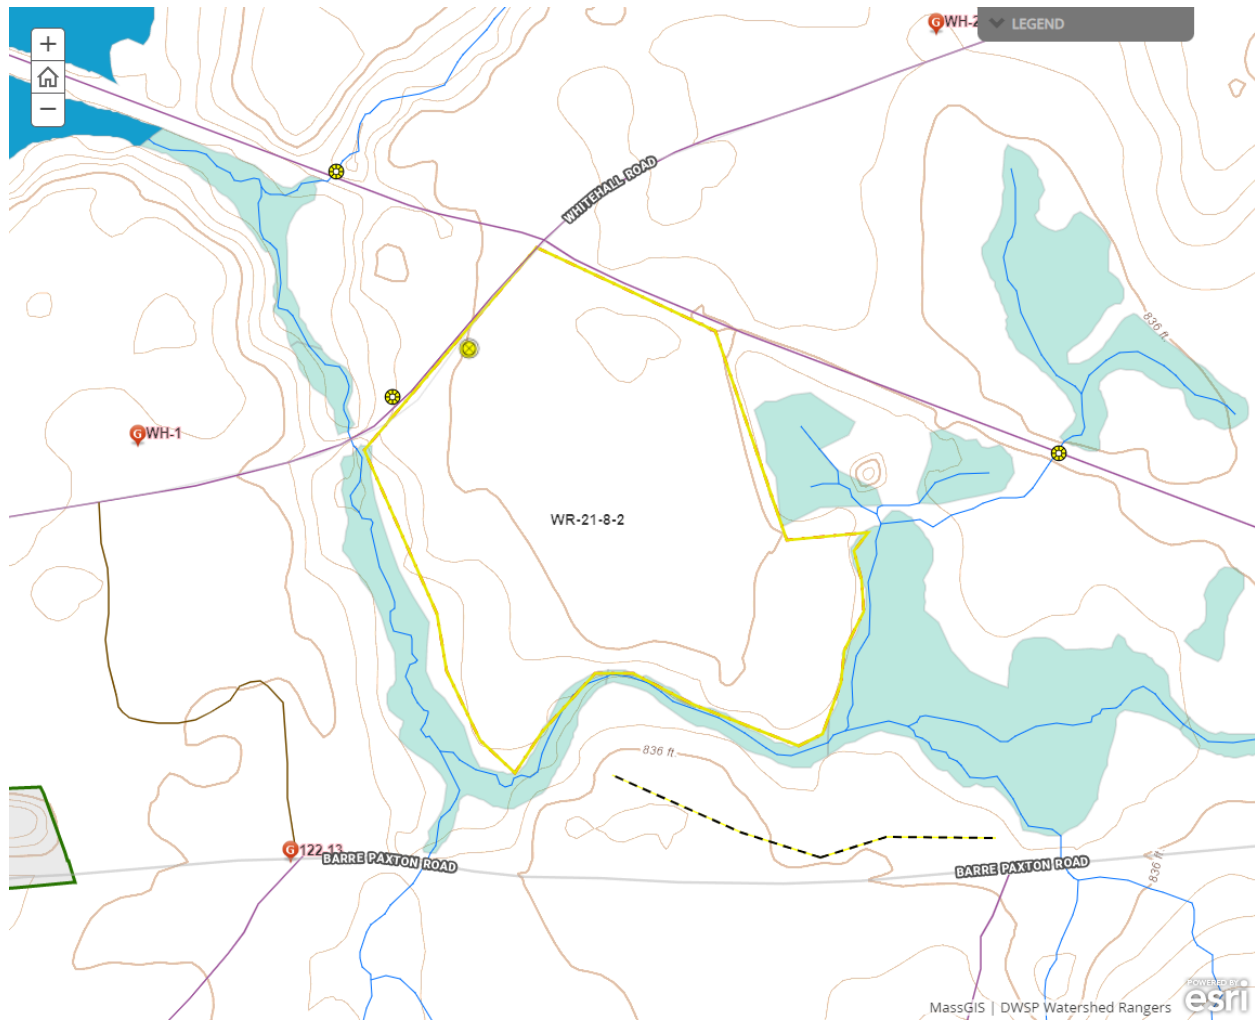 +
−
LEGEND
WH-2
WHITEHALL ROAD
836 ft
WH-1
WR-21-8-2
836 ft
122.13
BARRE PAXTON ROAD
BARRE PAXTON ROAD
836 ft
MassGIS | DWSP Watershed Rangers
POWERED BY
esri